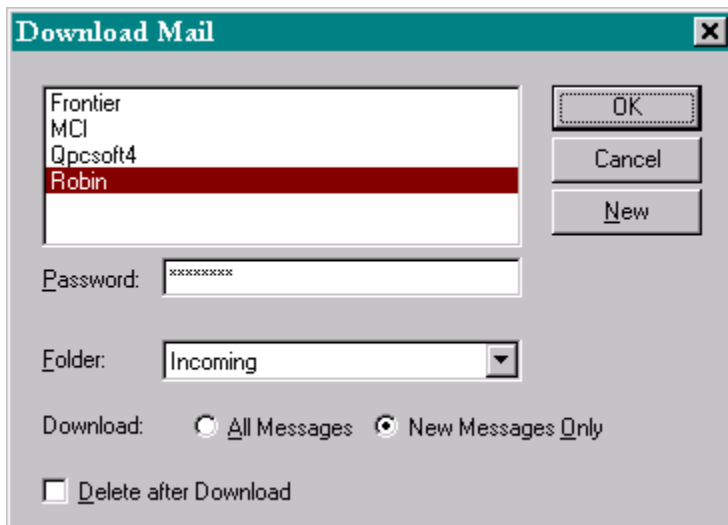 Download Mail
Frontier
MCI
Qpcsoft4
Robin
OK
Cancel
New
Password: ********
Folder: Incoming
Download: All Messages New Messages Only
Delete after Download